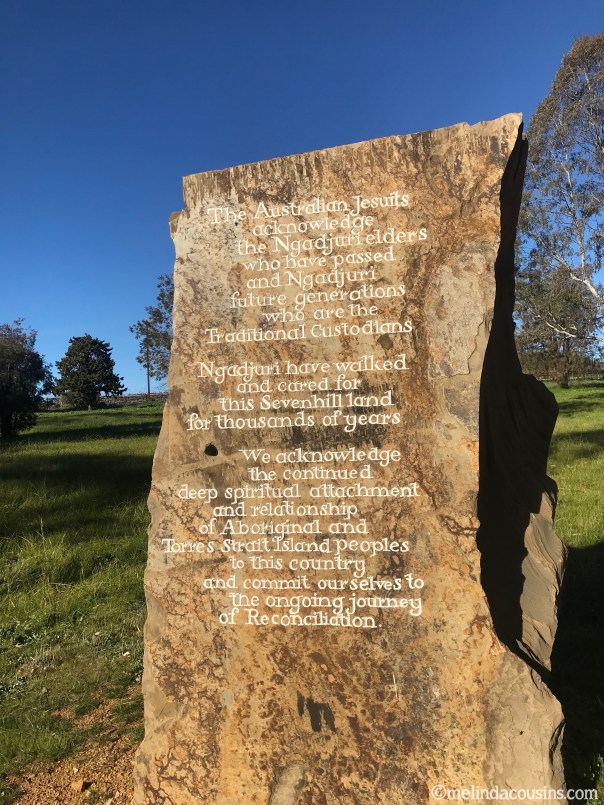 The Australian Jesuits
acknowledge
the Ngadjuri elders
who have passed
and Ngadjuri
future generations
who are the
Traditional Custodians
Ngadjuri have walked
and cared for
this Sevenhill land
for thousands of years
We acknowledge
the continued
deep spiritual attachment
and relationship
of Aboriginal and
Torres Strait Island peoples
to this country
and commit ourselves to
the ongoing journey
of Reconciliation.
©melindacousins.com